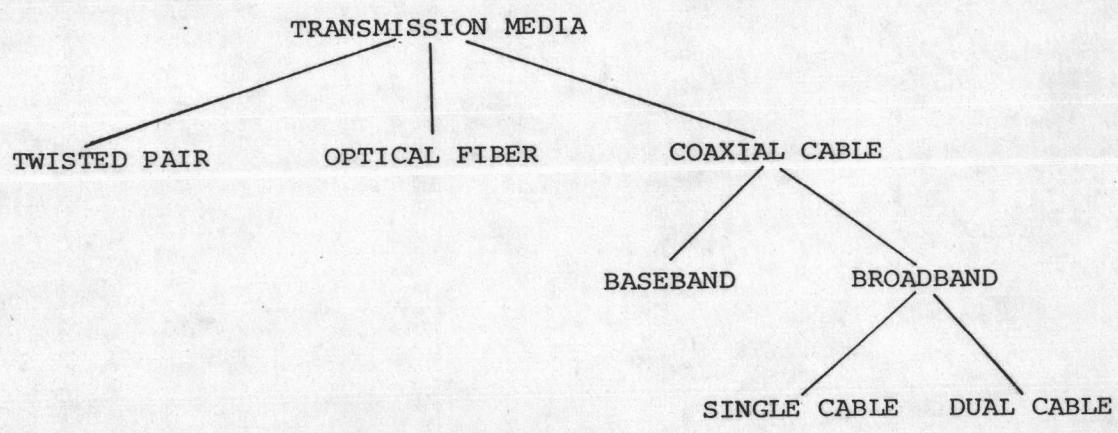 TRANSMISSION MEDIA
TWISTED PAIR OPTICAL FIBER COAXIAL CABLE
BASEBAND BROADBAND
SINGLE CABLE DUAL CABLE